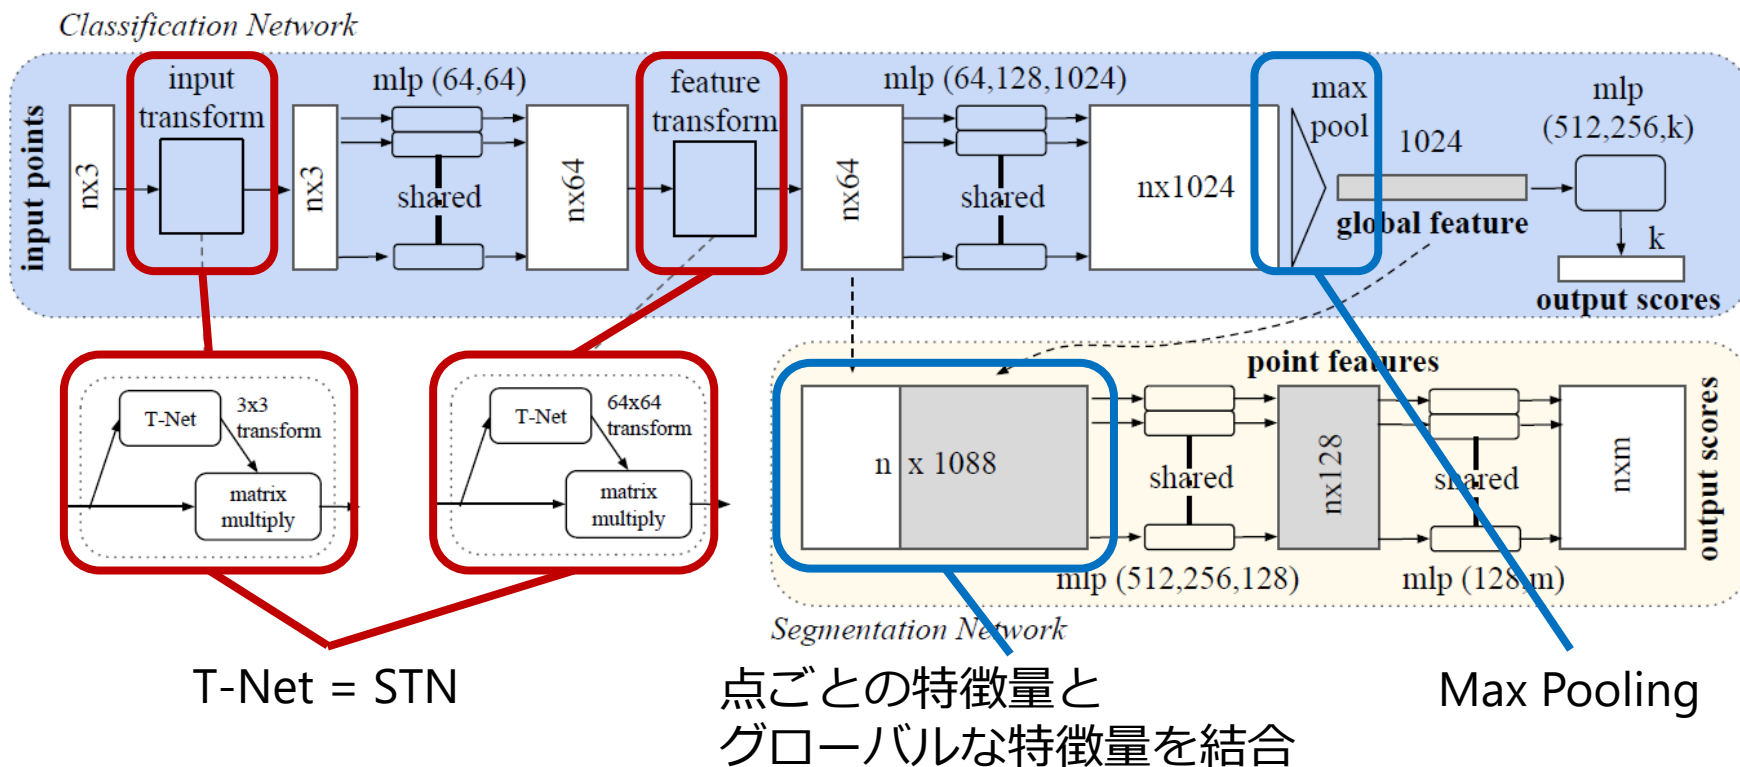 Classification Network
input points
nx3
input
transform
nx3
mlp (64,64)
shared
nx64
feature
transform
nx64
mlp (64,128,1024)
shared
nx1024
max
pool
1024
global feature
mlp
(512,256,k)
k
output scores
T-Net
3x3
transform
matrix
multiply
T-Net
64x64
transform
matrix
multiply
point features
n x 1088
shared
mlp (512,256,128)
nx128
shared
mlp (128,m)
nxm
output scores
Segmentation Network
T-Net = STN
点ごとの特徴量と
グローバルな特徴量を結合
Max Pooling